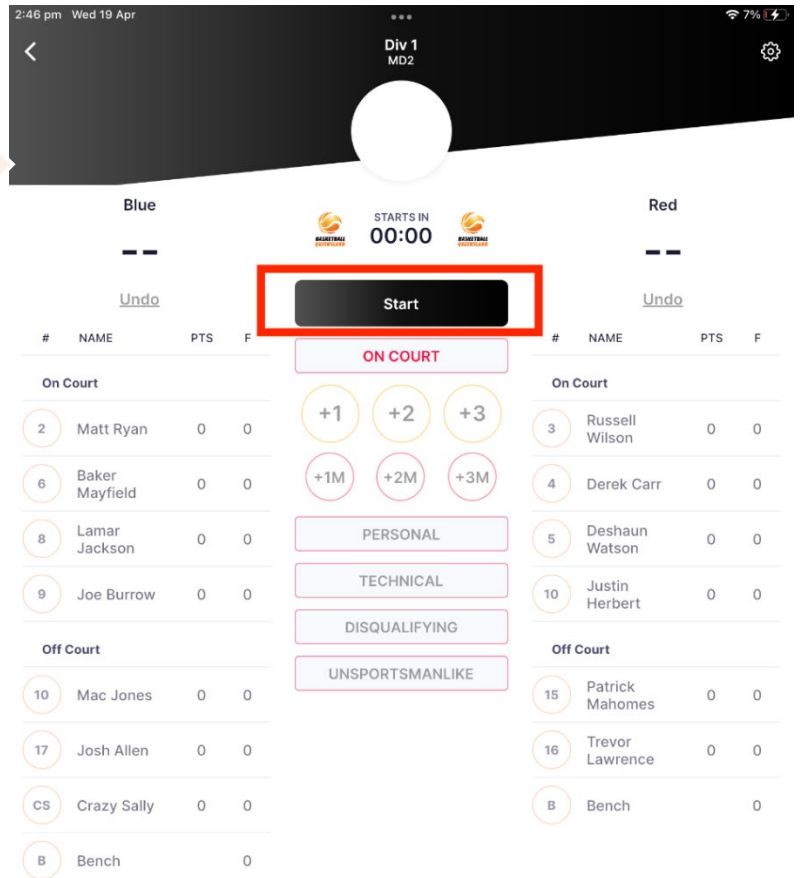 2:46 pm Wed 19 Apr
7%
Div 1
MD2
Blue
STARTS IN
00:00
BASKETBALL
QUEENSLAND
BASKETBALL
QUEENSLAND
Red
--
--
Undo
Start
Undo
# NAME PTS F
ON COURT
# NAME PTS F
On Court
2 Matt Ryan 0 0
6 Baker
Mayfield 0 0
8 Lamar
Jackson 0 0
9 Joe Burrow 0 0
Off Court
10 Mac Jones 0 0
17 Josh Allen 0 0
CS Crazy Sally 0 0
B Bench 0
+1 +2 +3
+1M +2M +3M
PERSONAL
TECHNICAL
DISQUALIFYING
UNSPORTSMANLIKE
On Court
3 Russell
Wilson 0 0
4 Derek Carr 0 0
5 Deshaun
Watson 0 0
10 Justin
Herbert 0 0
Off Court
15 Patrick
Mahomes 0 0
16 Trevor
Lawrence 0 0
B Bench 0